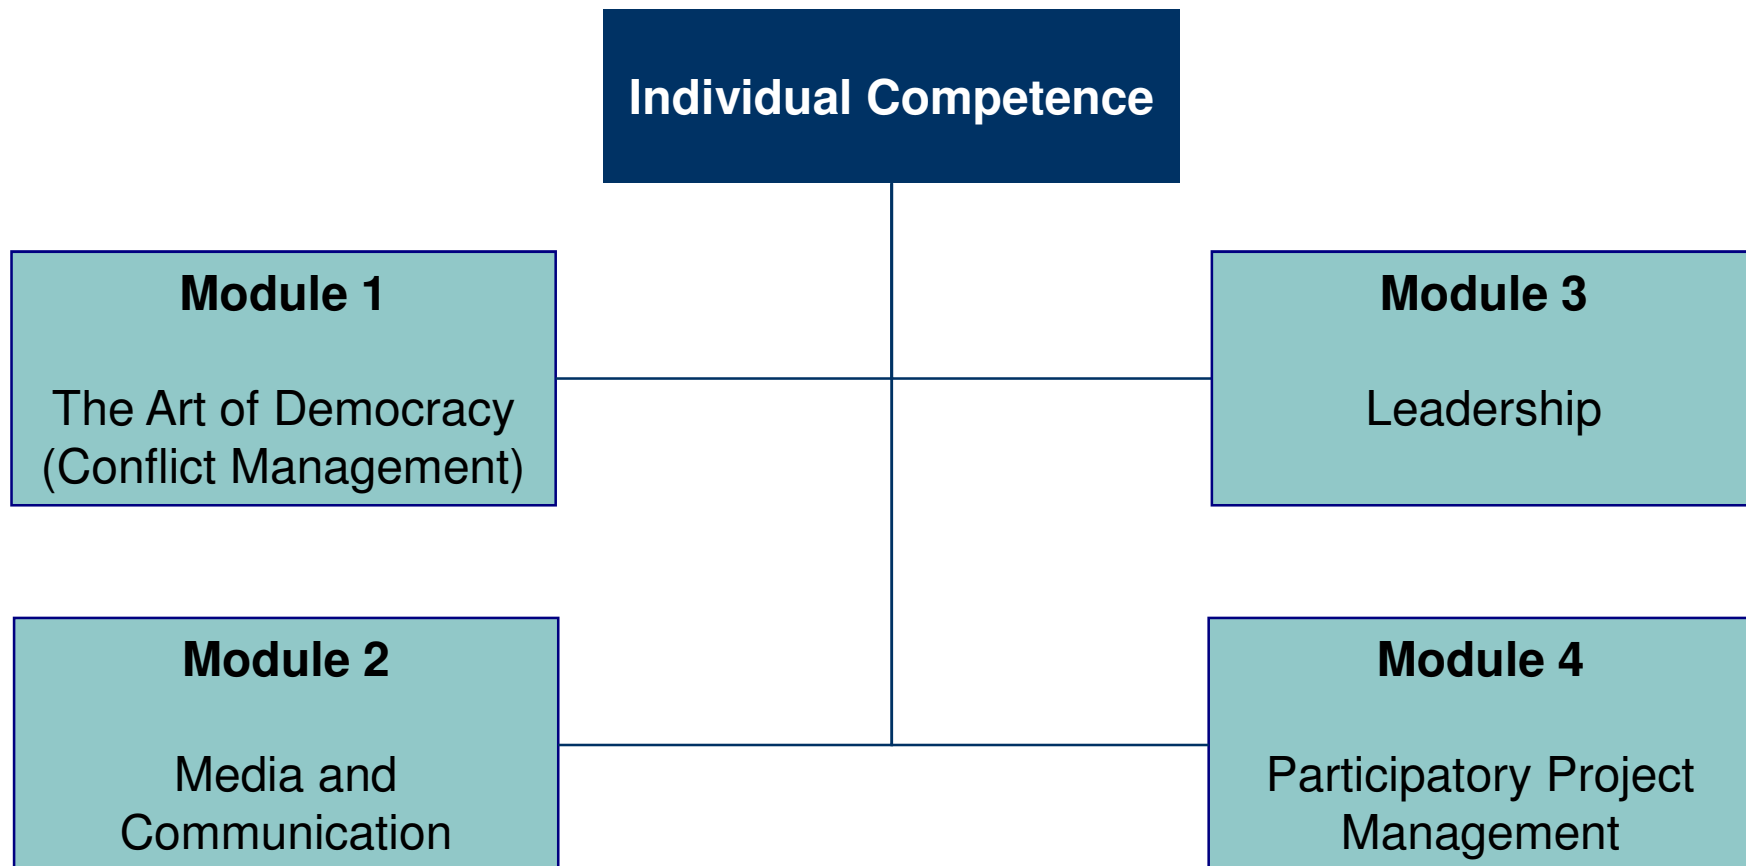 Individual Competence
Module 1
The Art of Democracy
(Conflict Management)
Module 3
Leadership
Module 2
Media and
Communication
Module 4
Participatory Project
Management